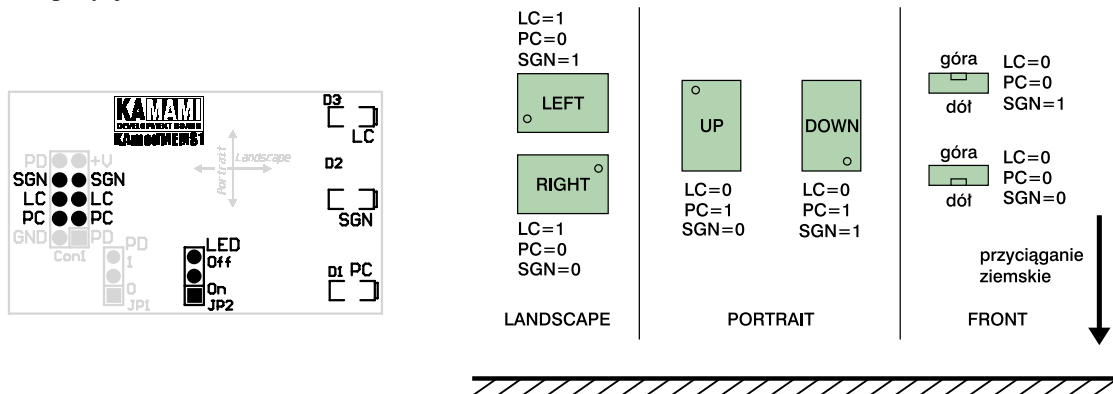 KAMAMI
DEVELOPMENT BOARD
KAmodMEMS1
Portrait
Landscape
PD +V
SGN SGN
LC LC
PC PC
GND PD
Con1
PD
1
0
JP1
LED
Off
On
JP2
D3
LC
D2
SGN
D1 PC
LC=1
PC=0
SGN=1
LEFT
RIGHT
LC=1
PC=0
SGN=0
LANDSCAPE
UP
LC=0
PC=1
SGN=0
DOWN
LC=0
PC=1
SGN=1
PORTRAIT
góra
dół
LC=0
PC=0
SGN=1
góra
dół
LC=0
PC=0
SGN=0
przyciąganie
ziemskie
FRONT